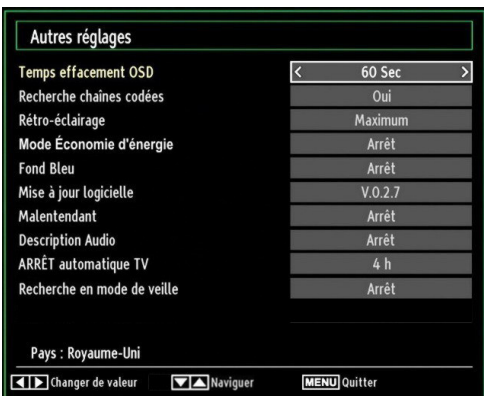 Autres réglages
Temps effacement OSD < 60 Sec >
Recherche chaînes codées Oui
Rétro-éclairage Maximum
Mode Économie d'énergie Arrêt
Fond Bleu Arrêt
Mise à jour logicielle V.0.2.7
Malentendant Arrêt
Description Audio Arrêt
ARRÊT automatique TV 4 h
Recherche en mode de veille Arrêt
Pays : Royaume-Uni
Changer de valeur Naviguer MENU Quitter